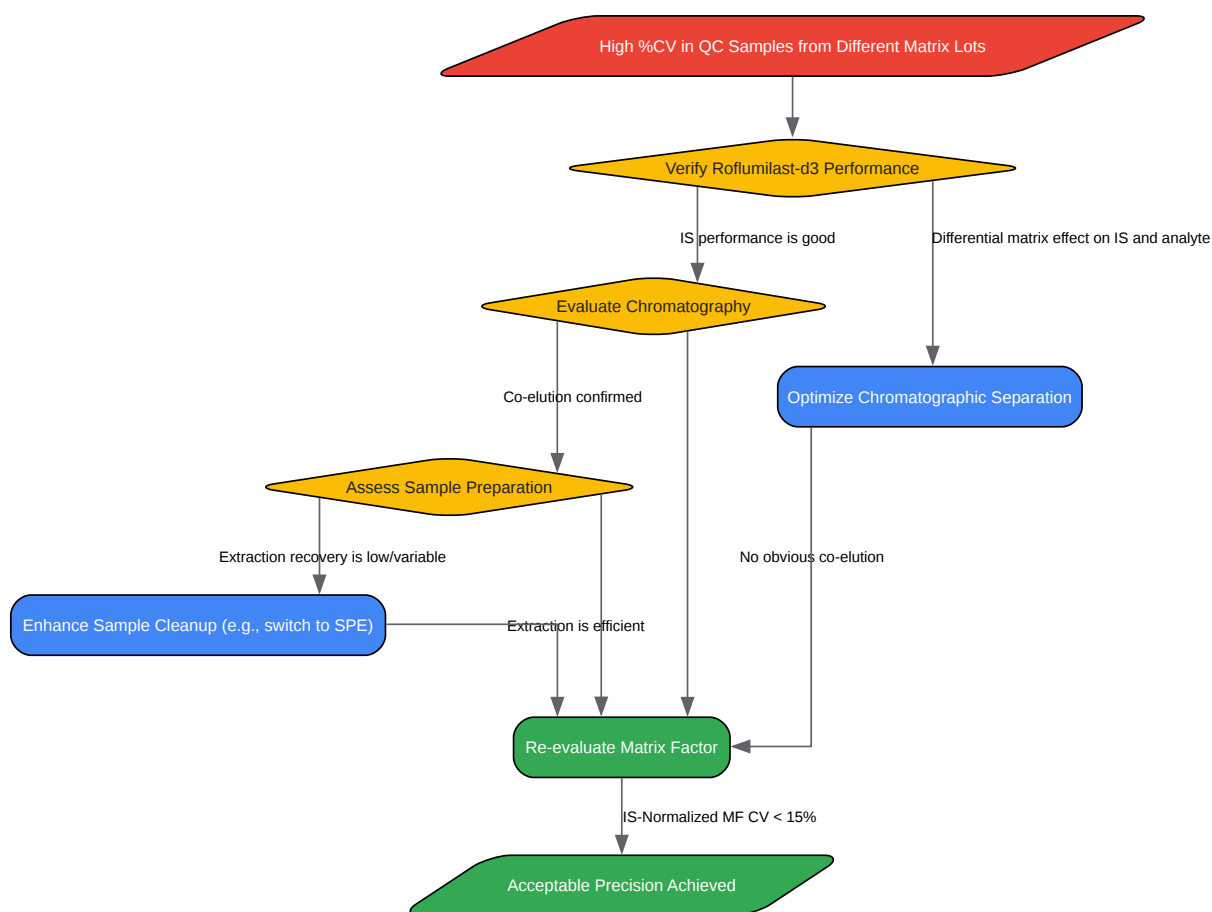 High %CV in QC Samples from Different Matrix Lots
Verify Roflumilast-d3 Performance
IS performance is good
Differential matrix effect on IS and analyte
Evaluate Chromatography
Co-elution confirmed
Optimize Chromatographic Separation
Assess Sample Preparation
Extraction recovery is low/variable
No obvious co-elution
Enhance Sample Cleanup (e.g., switch to SPE)
Extraction is efficient
Re-evaluate Matrix Factor
IS-Normalized MF CV < 15%
Acceptable Precision Achieved